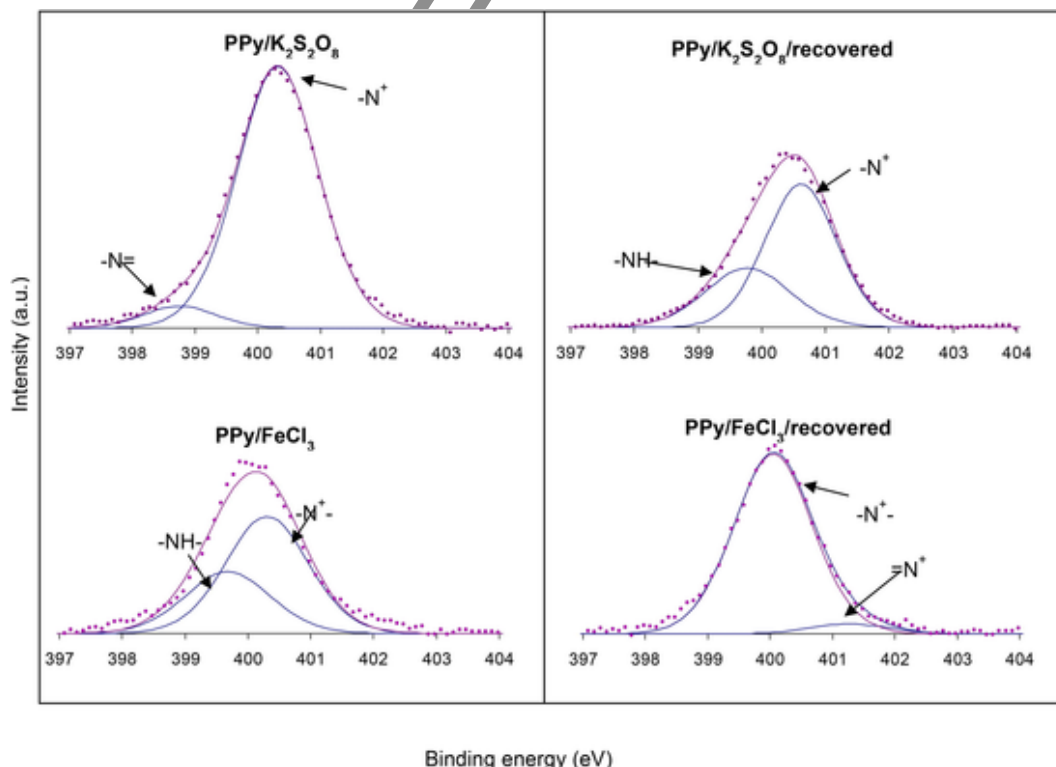 PPy/K₂S₂O₈
-N⁺
-N=
397 398 399 400 401 402 403 404
PPy/K₂S₂O₈/recovered
-N⁺
-NH-
397 398 399 400 401 402 403 404
PPy/FeCl₃
-N⁺-
-NH-
397 398 399 400 401 402 403 404
PPy/FeCl₃/recovered
-N⁺-
=N⁺
397 398 399 400 401 402 403 404
Intensity (a.u.)
Binding energy (eV)